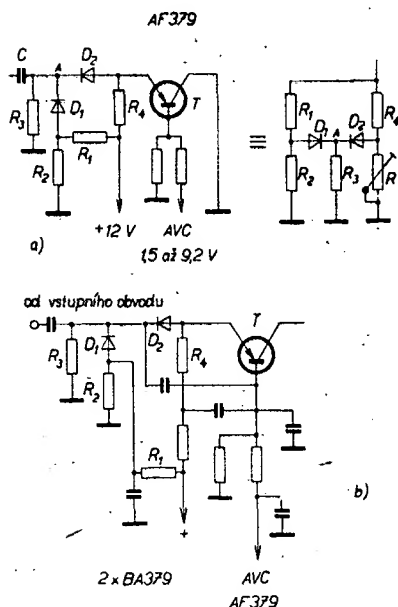 AF379
C
A
D₂
R₃
D₁
R₄
T
R₁
R₂
+12 V
AVC
1,5 až 9,2 V
a)
≡
R₁
R₄
D₁
A
D₂
R₂
R₃
R
od vstupního obvodu
R₃
D₁
D₂
R₄
T
R₂
R₁
+
b)
2 x BA379
AVC
AF379